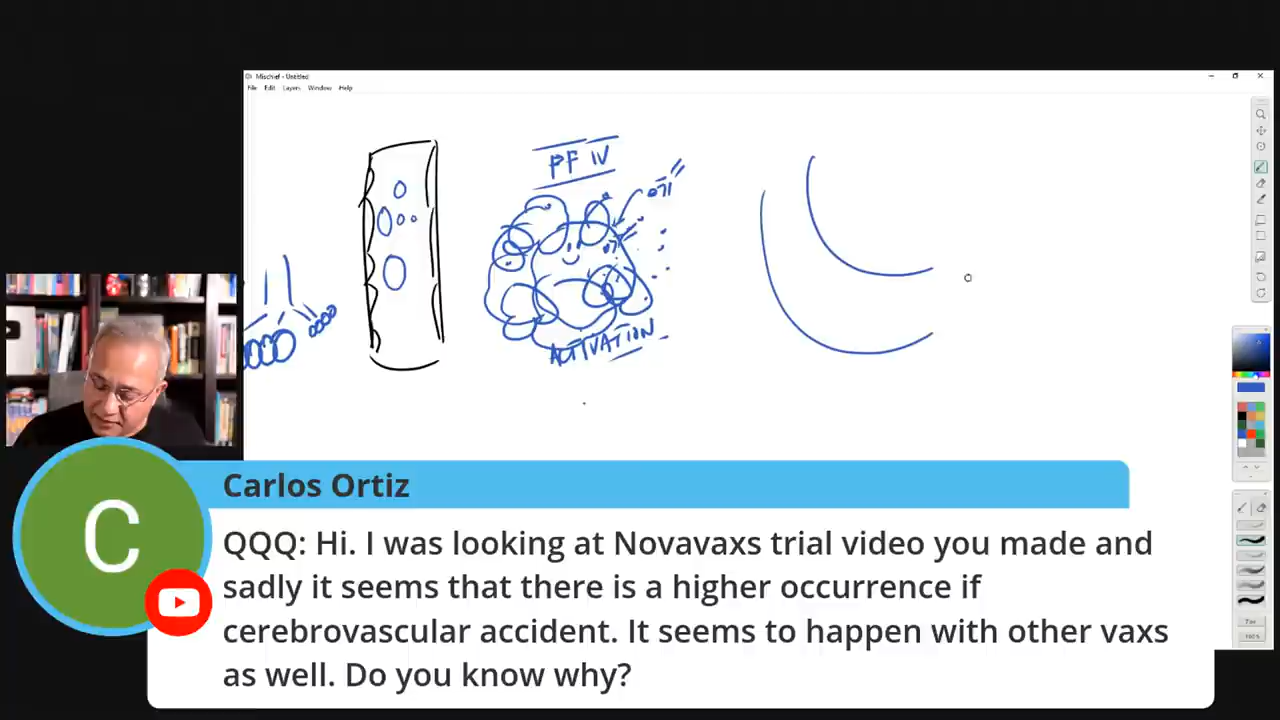 Mischief - Untitled
File Edit Layers Window Help
PF IV
ACTIVATION
C
Carlos Ortiz
QQQ: Hi. I was looking at Novavaxs trial video you made and
sadly it seems that there is a higher occurrence if
cerebrovascular accident. It seems to happen with other vaxs
as well. Do you know why?